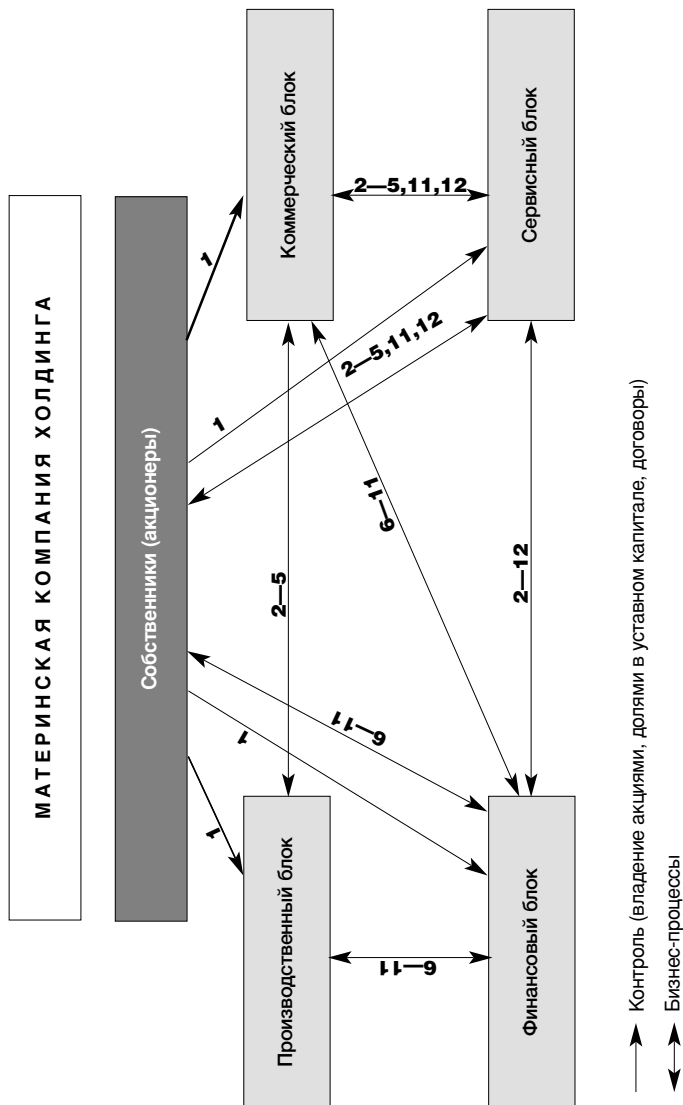 МАТЕРИНСКАЯ КОМПАНИЯ ХОЛДИНГА
Собственники (акционеры)
1
1
6—11
1
1
2—5,11,12
Производственный блок
2—5
Коммерческий блок
6—11
6—11
2—5,11,12
Финансовый блок
2—12
Сервисный блок
Контроль (владение акциями, долями в уставном капитале, договоры)
Бизнес-процессы